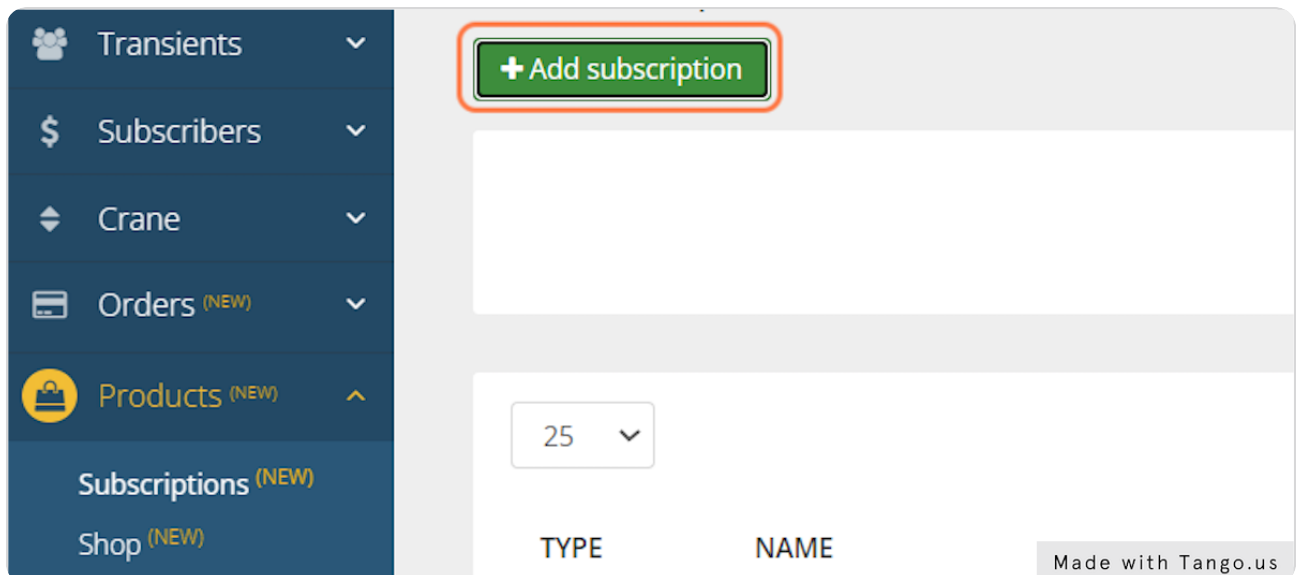 Transients
Subscribers
Crane
Orders (NEW)
Products (NEW)
Subscriptions (NEW)
Shop (NEW)
Add subscription
25
TYPE NAME
Made with Tango.us